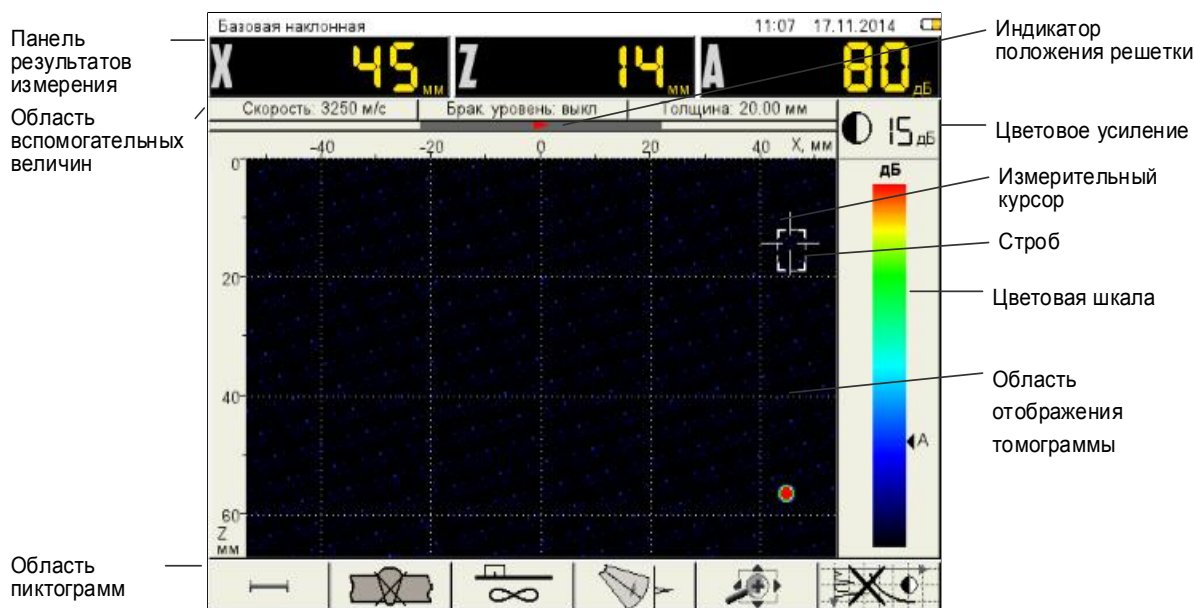 Базовая наклонная 11:07 17.11.2014
X 45 мм Z 14 мм A 80 дБ
Скорость: 3250 м/с Брак. уровень: выкл Толщина: 20.00 мм
15 дБ
-40 -20 0 20 40 X, мм
дБ
0
20
40
60
Z
мм
A
Панель
результатов
измерения
Область
вспомогательных
величин
Область
пиктограмм
Индикатор
положения решетки
Цветовое усиление
Измерительный
курсор
Строб
Цветовая шкала
Область
отображения
томограммы